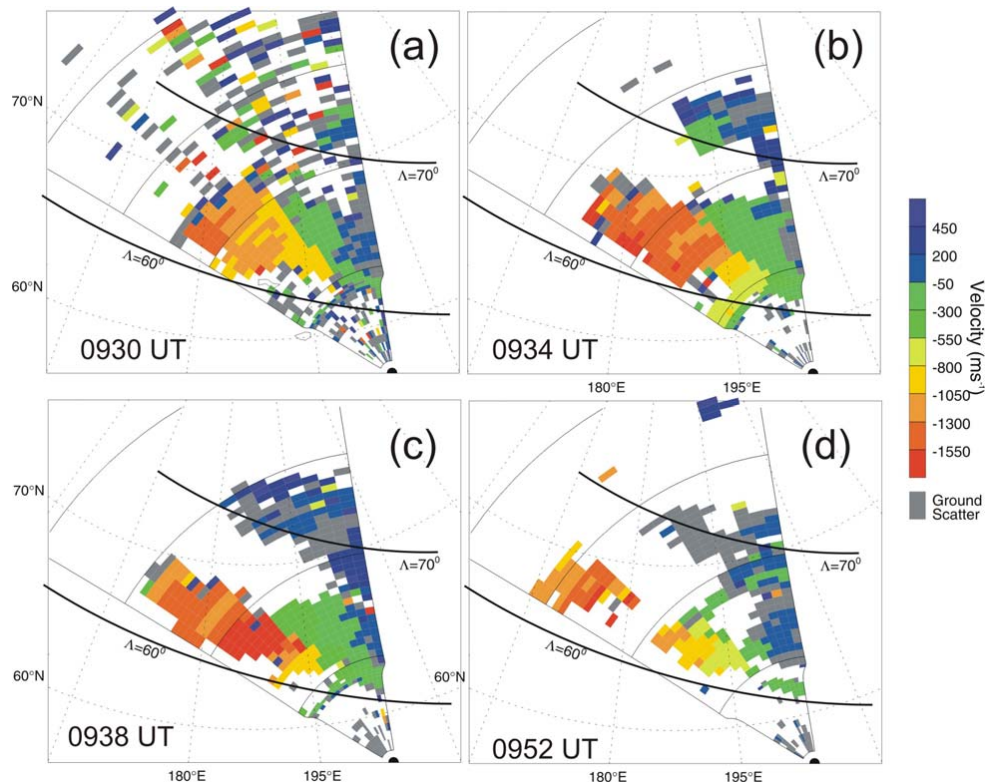 (a)
(b)
70°N
Λ=70⁰
Λ=70⁰
Λ=60⁰
Λ=60⁰
60°N
0930 UT
0934 UT
180°E
195°E
450
200
-50
-300
-550
-800
-1050
-1300
-1550
Velocity (ms⁻¹)
Ground
Scatter
(c)
(d)
70°N
Λ=70⁰
Λ=70⁰
Λ=60⁰
Λ=60⁰
60°N
60°N
0938 UT
0952 UT
180°E
195°E
180°E
195°E